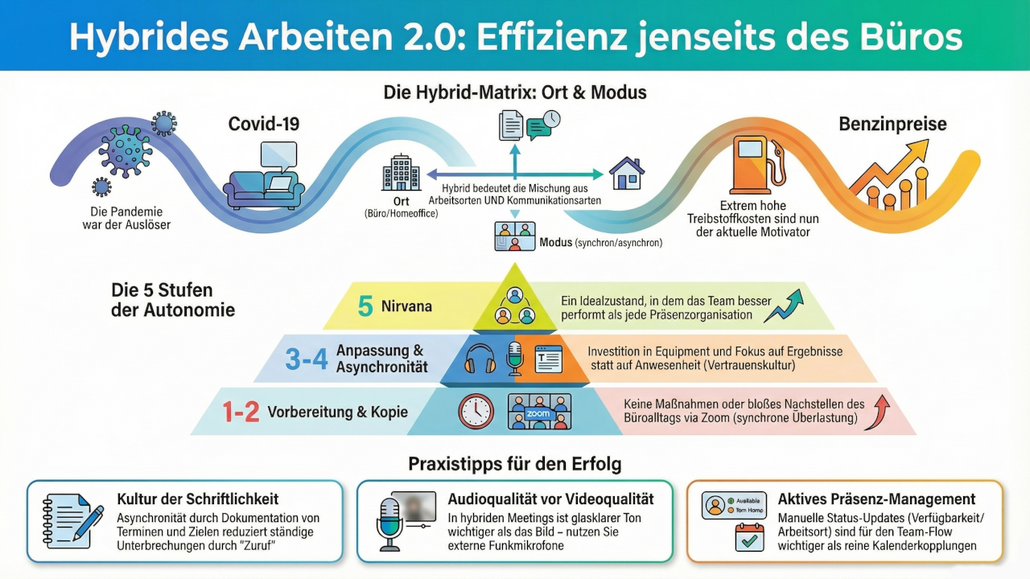 Hybrides Arbeiten 2.0: Effizienz jenseits des Büros
Die Hybrid-Matrix: Ort & Modus
Covid-19
Die Pandemie
war der Auslöser
Ort
(Büro/Homeoffice)
Hybrid bedeutet die Mischung aus
Arbeitsorten UND Kommunikationsarten
Modus (synchron/asynchron)
Benzinpreise
Extrem hohe
Treibstoffkosten sind nun
der aktuelle Motivator
Die 5 Stufen
der Autonomie
5 Nirvana
Ein Idealzustand, in dem das Team besser
performt als jede Präsenzorganisation
3-4 Anpassung &
Asynchronität
T
Investition in Equipment und Fokus auf Ergebnisse
statt auf Anwesenheit (Vertrauenskultur)
1-2 Vorbereitung & Kopie
zoom
Keine Maßnahmen oder bloßes Nachstellen des
Büroalltags via Zoom (synchrone Überlastung)
Praxistipps für den Erfolg
Kultur der Schriftlichkeit
Asynchronität durch Dokumentation von
Terminen und Zielen reduziert ständige
Unterbrechungen durch "Zuruf"
Audioqualität vor Videoqualität
In hybriden Meetings ist glasklarer Ton
wichtiger als das Bild – nutzen Sie
externe Funkmikrofone
Available
Aktives Präsenz-Management
Manuelle Status-Updates (Verfügbarkeit/
Arbeitsort) sind für den Team-Flow
wichtiger als reine Kalenderkopplungen